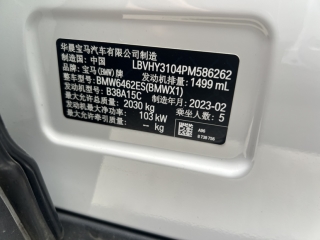 华晨宝马汽车有限公司制造
制造国：中国 LBVHY3104PM586262
品牌：宝马(BMW)牌 发动机排量：1499 mL
整车型号：BMW6462ES(BMWX1)
发动机型号：B38A15C 制造年月：2023-02
最大允许总质量：2030 kg 乘坐人数：5
发动机最大净功率：103 kW
最大允许牵引质量：— kg